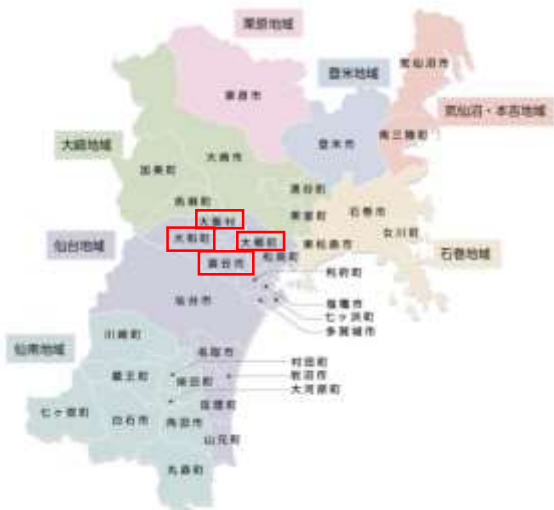 栗原地域
気仙沼市
登米地域
栗原市
気仙沼・本吉地域
南三陸町
大崎地域
登米市
大崎市
加美町
涌谷町
色麻町
石巻市
美里町
大衡村
女川町
大和町
大郷町
東松島市
仙台地域
松島町
石巻地域
富谷市
利府町
仙台市
塩竈市
七ヶ浜町
多賀城市
川崎町
仙南地域
名取市
村田町
蔵王町
柴田町
岩沼市
大河原町
七ヶ宿町
亘理町
白石市
角田市
山元町
丸森町